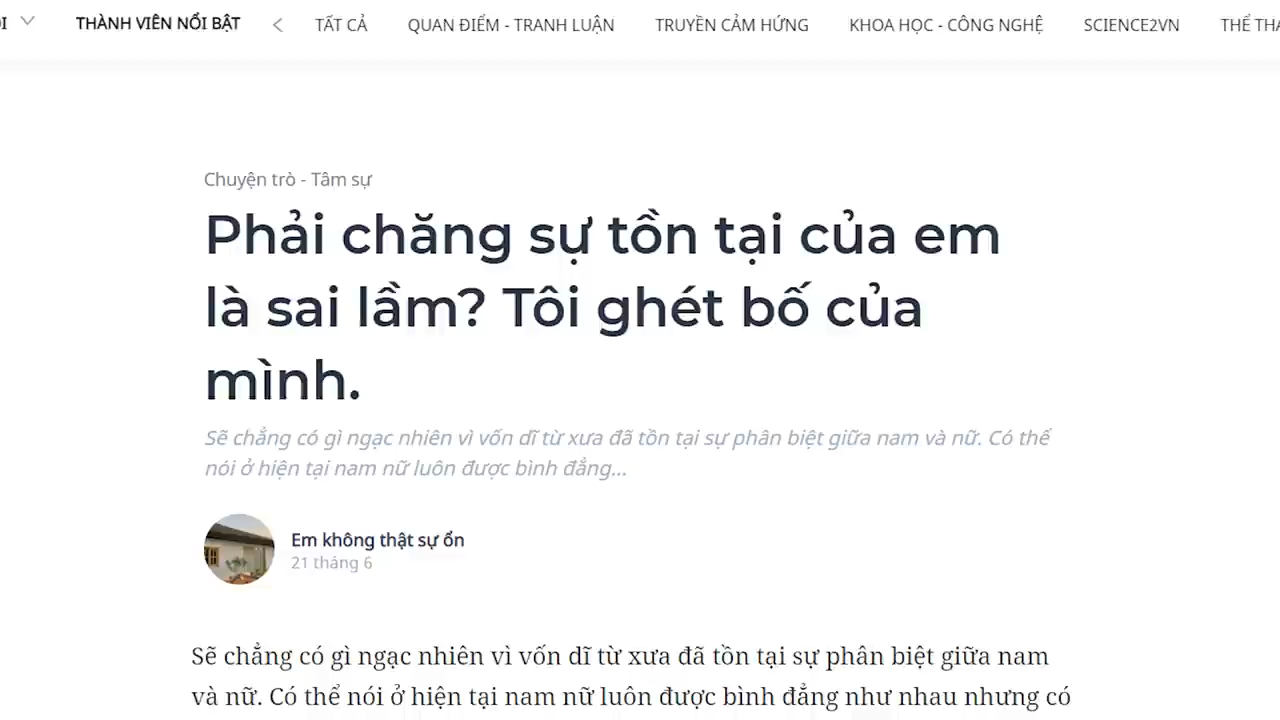 THÀNH VIÊN NỔI BẬT TẤT CẢ QUAN ĐIỂM - TRANH LUẬN TRUYỀN CẢM HỨNG KHOA HỌC - CÔNG NGHỆ SCIENCE2VN THỂ
Chuyện trò - Tâm sự
Phải chăng sự tồn tại của em
là sai lầm? Tôi ghét bố của
mình.
Sẽ chẳng có gì ngạc nhiên vì vốn dĩ từ xưa đã tồn tại sự phân biệt giữa nam và nữ. Có thể
nói ở hiện tại nam nữ luôn được bình đẳng...
Em không thật sự ổn
21 tháng 6
Sẽ chẳng có gì ngạc nhiên vì vốn dĩ từ xưa đã tồn tại sự phân biệt giữa nam
và nữ. Có thể nói ở hiện tại nam nữ luôn được bình đẳng như nhau nhưng có